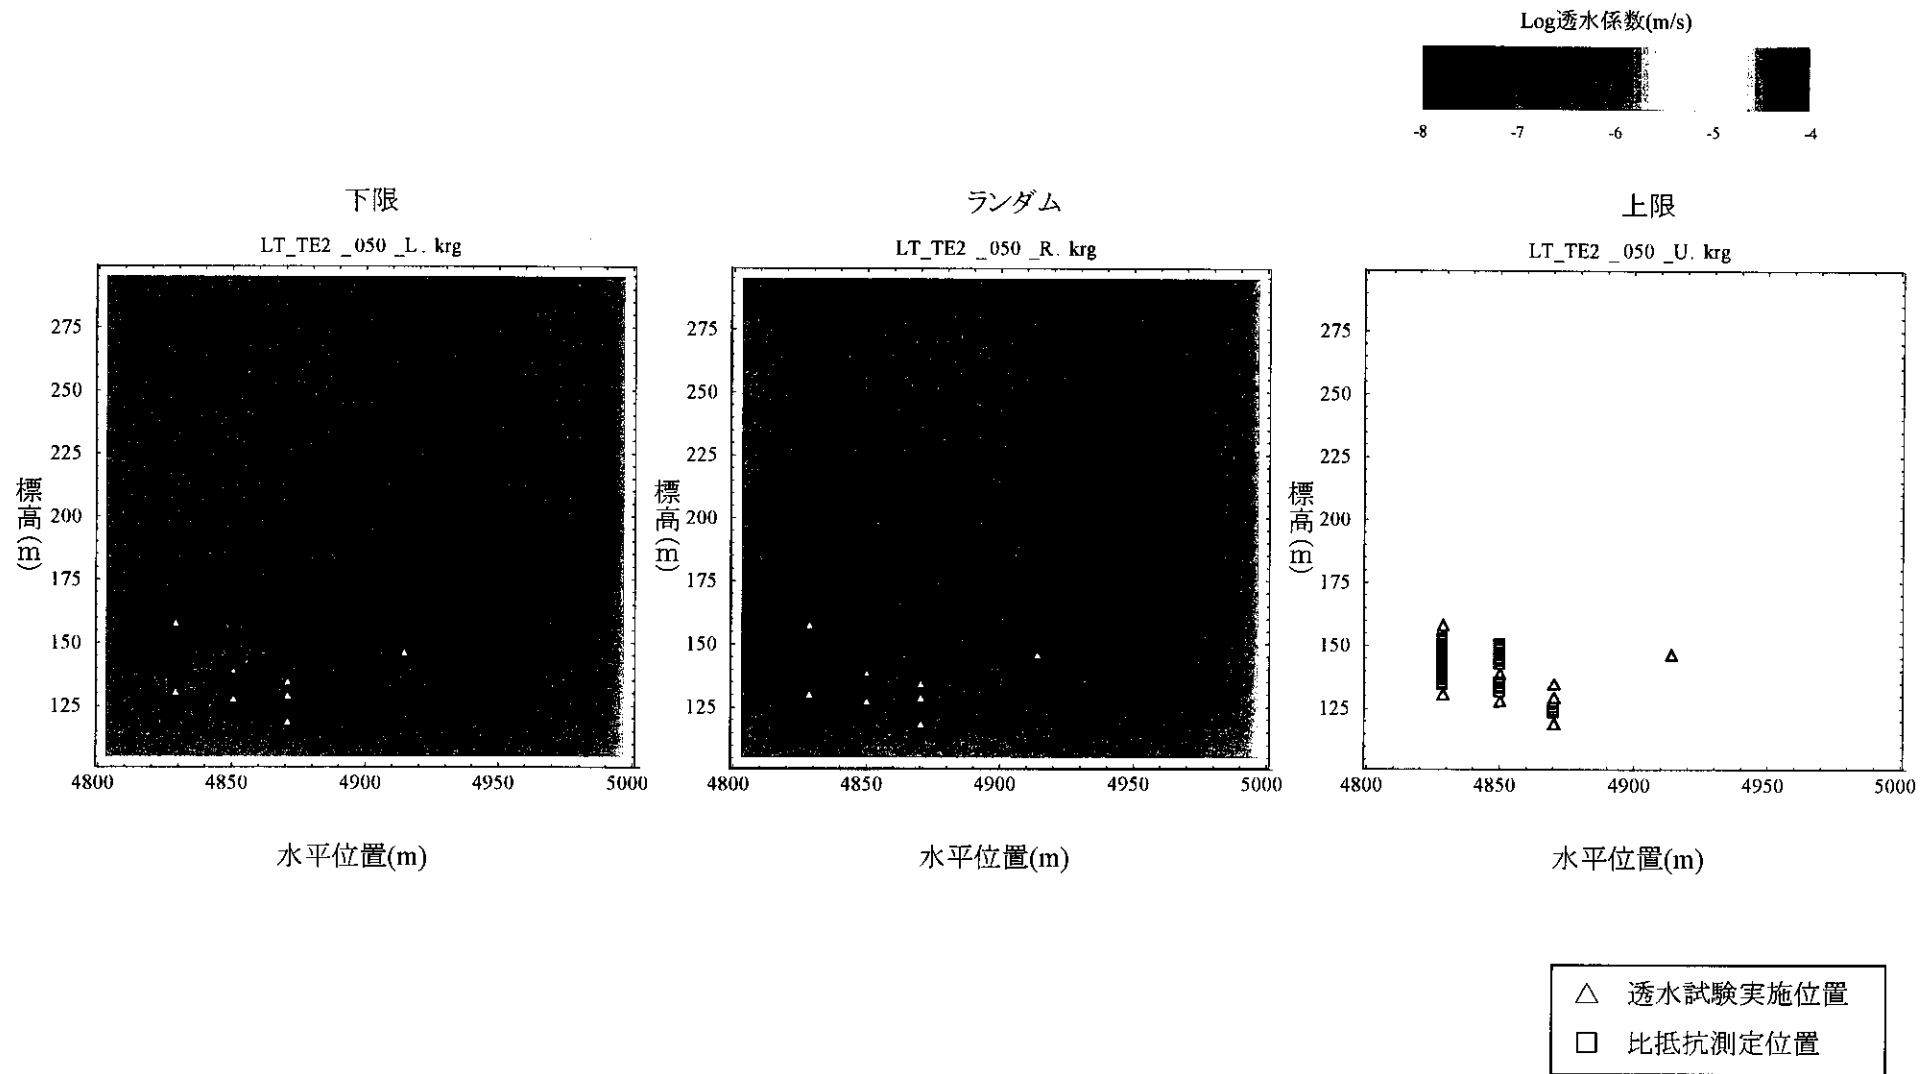 Log透水係数(m/s)
-8 -7 -6 -5 -4
下限
LT_TE2 _050 _L. krg
275
250
225
200
175
150
125
標高(m)
4800 4850 4900 4950 5000
水平位置(m)
ランダム
LT_TE2 _050 _R. krg
275
250
225
200
175
150
125
標高(m)
4800 4850 4900 4950 5000
水平位置(m)
上限
LT_TE2 _050 _U. krg
275
250
225
200
175
150
125
標高(m)
4800 4850 4900 4950 5000
水平位置(m)
△ 透水試験実施位置
□ 比抵抗測定位置